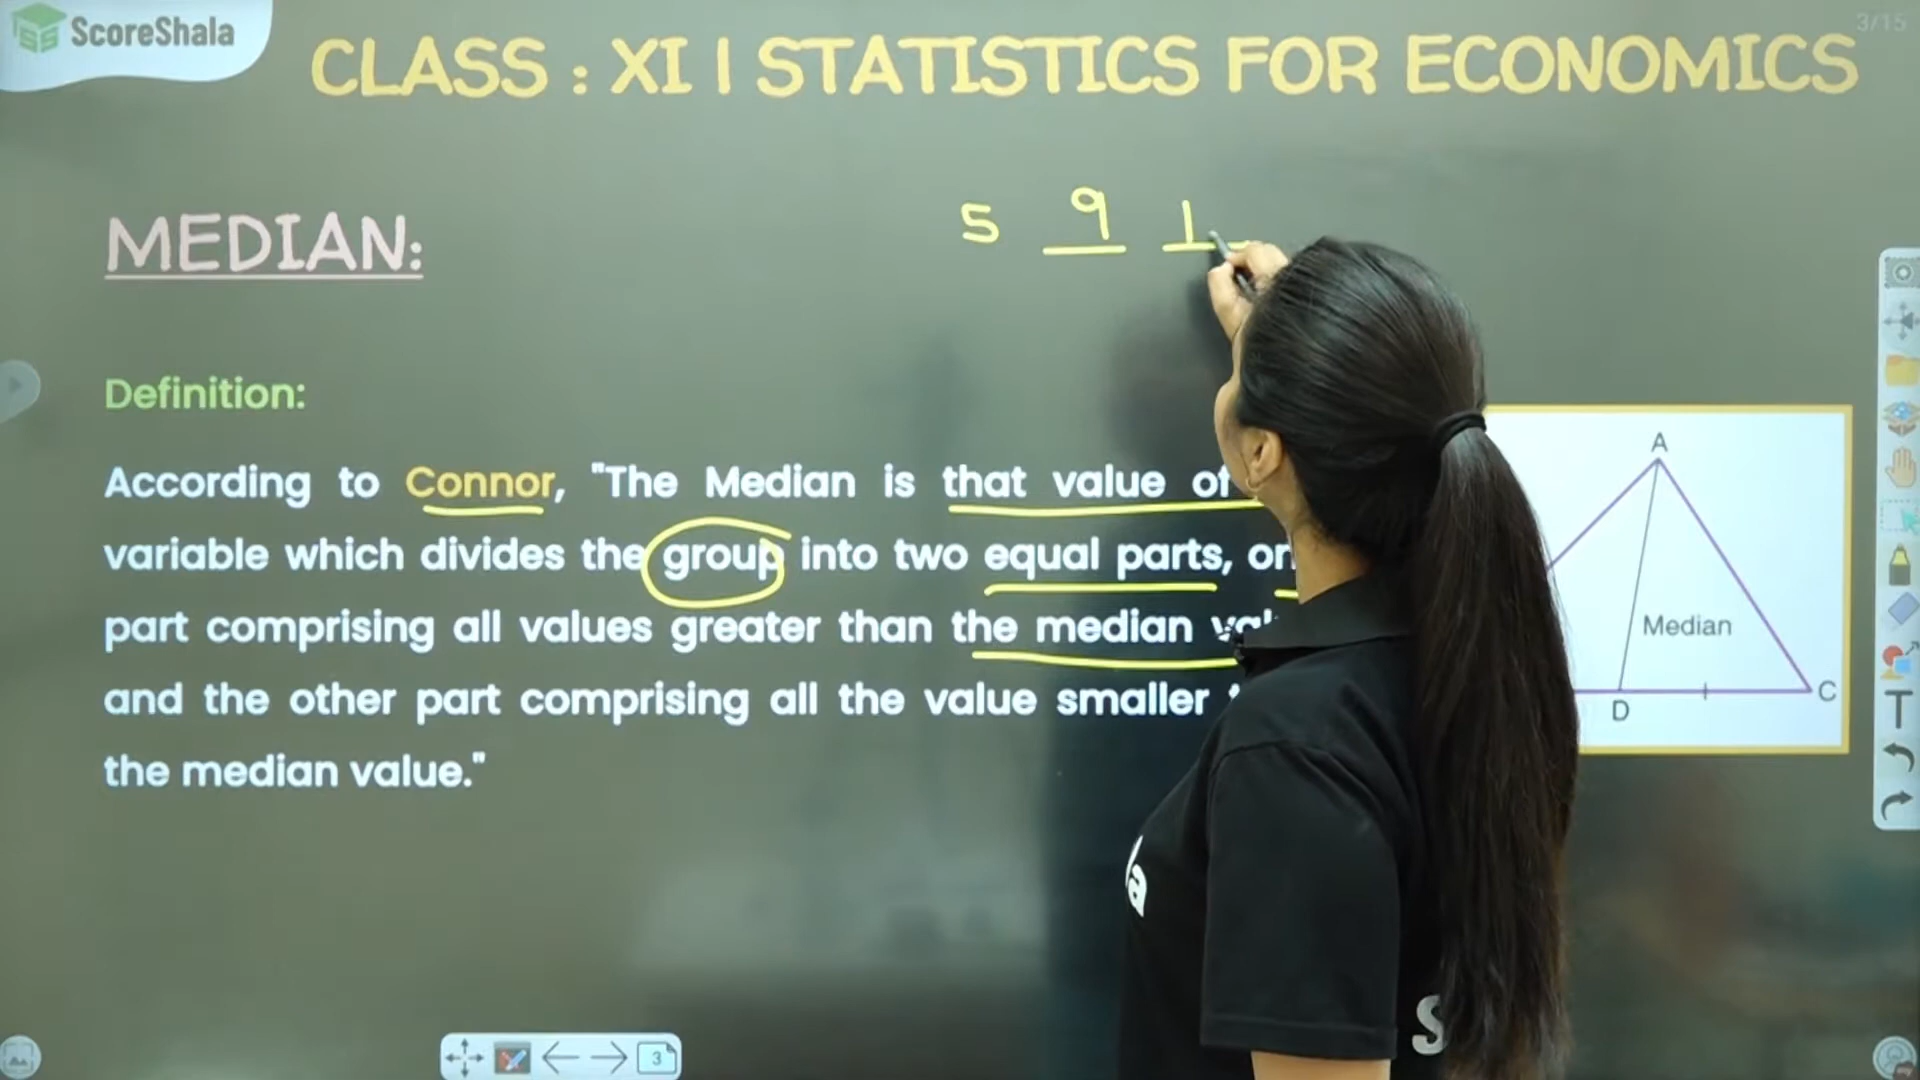 ScoreShala
3/15
CLASS : XI | STATISTICS FOR ECONOMICS
5 9 1
MEDIAN:
Definition:
According to Connor, "The Median is that value of
variable which divides the group into two equal parts,
part comprising all values greater than the median
and the other part comprising all the value smaller
the median value."
A
Median
D
C
T
3